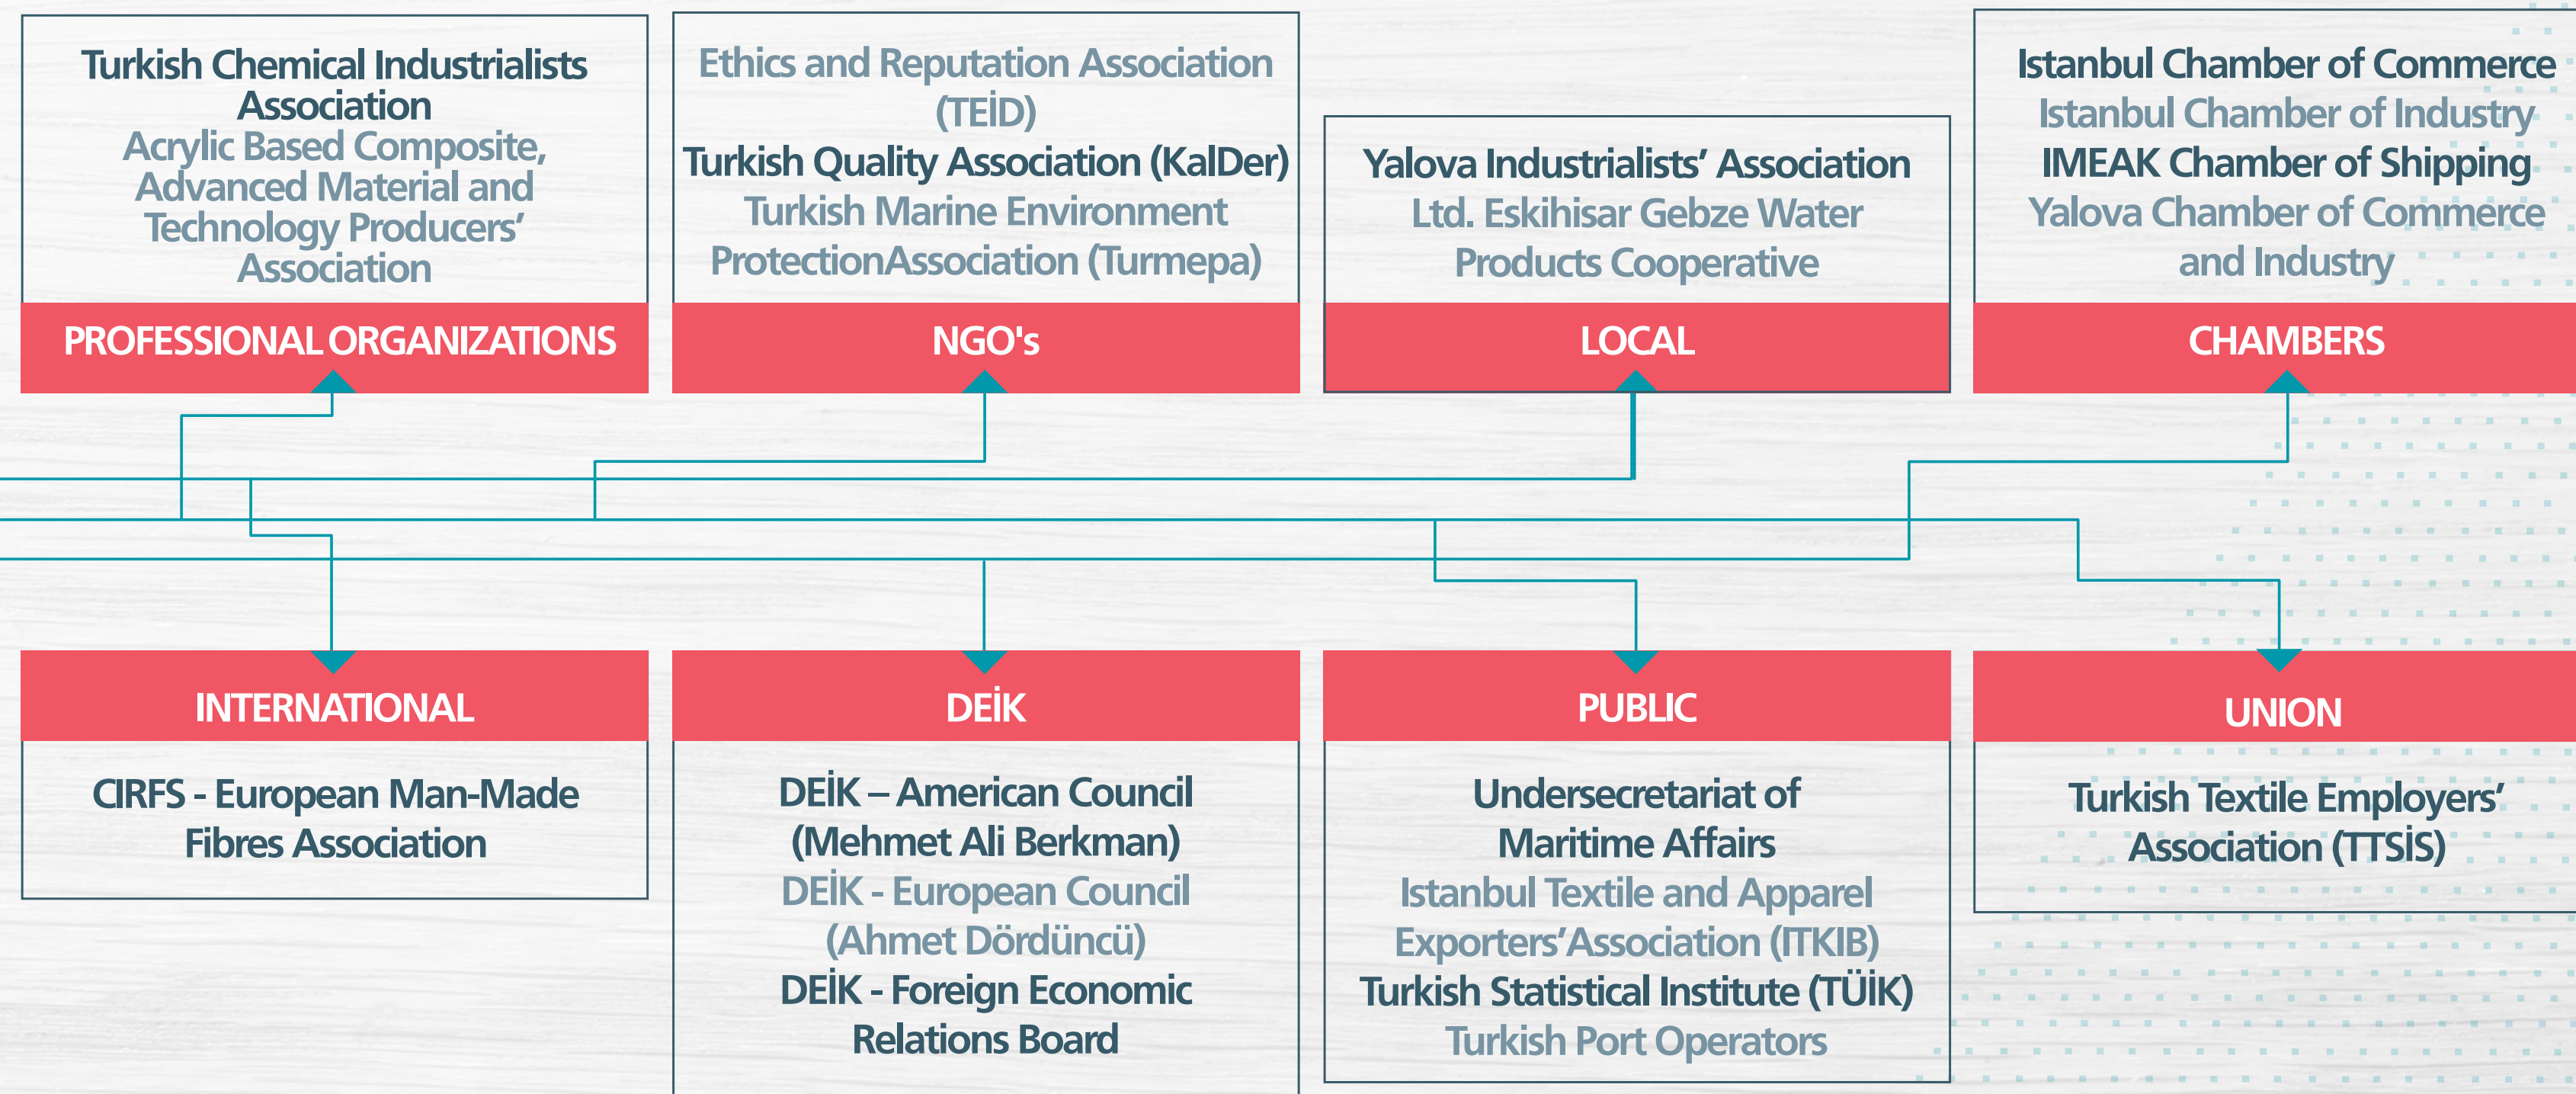 Turkish Chemical Industrialists
Association
Acrylic Based Composite,
Advanced Material and
Technology Producers’
Association
PROFESSIONAL ORGANIZATIONS
Ethics and Reputation Association
(TEİD)
Turkish Quality Association (KalDer)
Turkish Marine Environment
ProtectionAssociation (Turmepa)
NGO's
Yalova Industrialists’ Association
Ltd. Eskihisar Gebze Water
Products Cooperative
LOCAL
Istanbul Chamber of Commerce
Istanbul Chamber of Industry
IMEAK Chamber of Shipping
Yalova Chamber of Commerce
and Industry
CHAMBERS
INTERNATIONAL
CIRFS - European Man-Made
Fibres Association
DEİK
DEİK – American Council
(Mehmet Ali Berkman)
DEİK - European Council
(Ahmet Dördüncü)
DEİK - Foreign Economic
Relations Board
PUBLIC
Undersecretariat of
Maritime Affairs
Istanbul Textile and Apparel
Exporters’Association (ITKIB)
Turkish Statistical Institute (TÜİK)
Turkish Port Operators
UNION
Turkish Textile Employers’
Association (TTSİS)